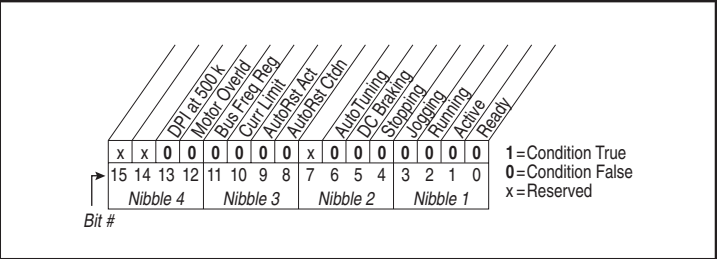 DPI at 500 k
Motor Overld
Bus Freq Reg
Curr Limit
AutoRst Act
AutoRst Ctdn
AutoTuning
DC Braking
Stopping
Jogging
Running
Active
Ready
x x 0 0 0 0 0 0 x 0 0 0 0 0 0 0
15 14 13 12 11 10 9 8 7 6 5 4 3 2 1 0
Nibble 4 Nibble 3 Nibble 2 Nibble 1
Bit #
1=Condition True
0=Condition False
x=Reserved